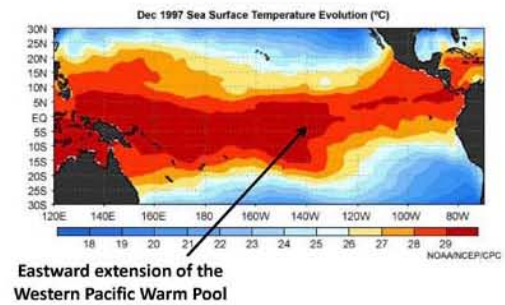 Dec 1997 Sea Surface Temperature Evolution (ºC)
30N
25N
20N
15N
10N
5N
EQ
5S
10S
15S
20S
25S
30S
120E 140E 160E 180 160W 140W 120W 100W 80W
18 19 20 21 22 23 24 25 26 27 28 29
NOAA/NCEP/CPC
Eastward extension of the
Western Pacific Warm Pool